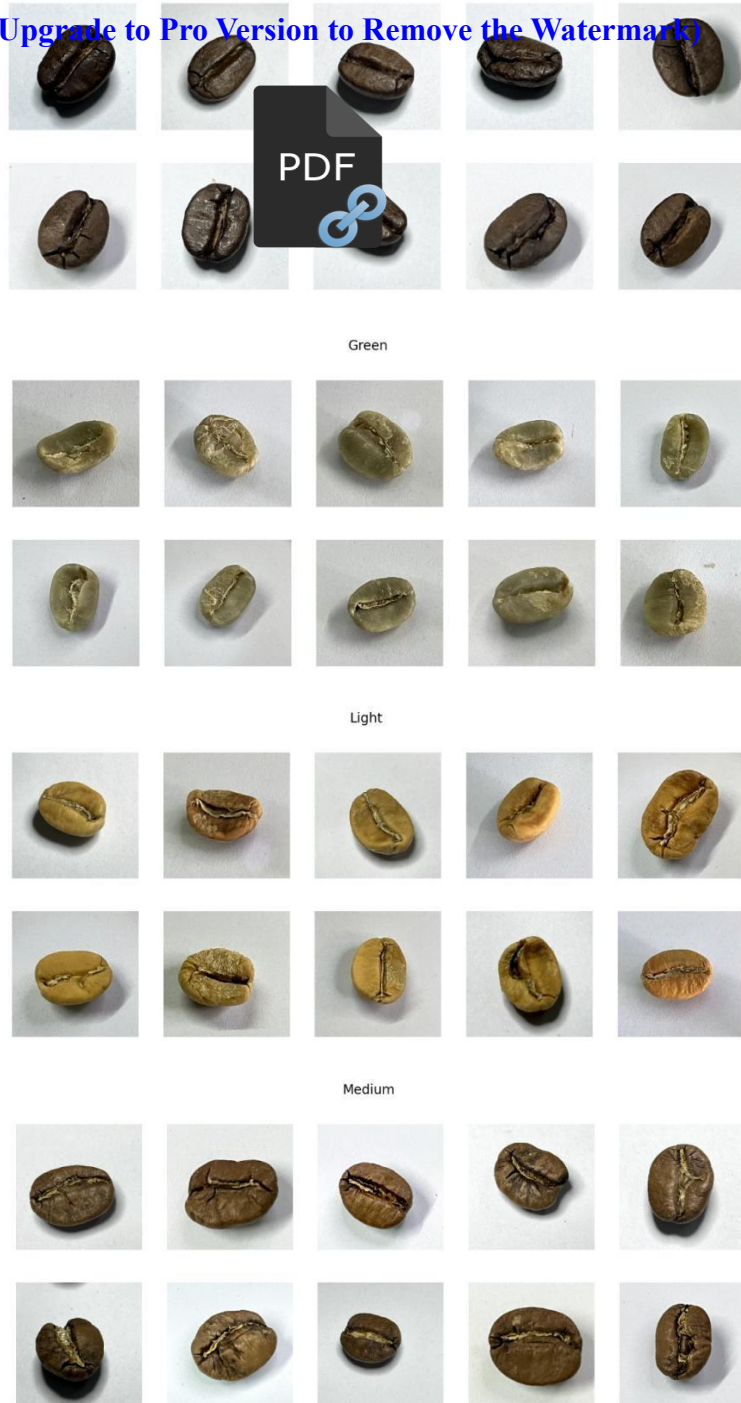 Upgrade to Pro Version to Remove the Watermark)
PDF
Green
Light
Medium